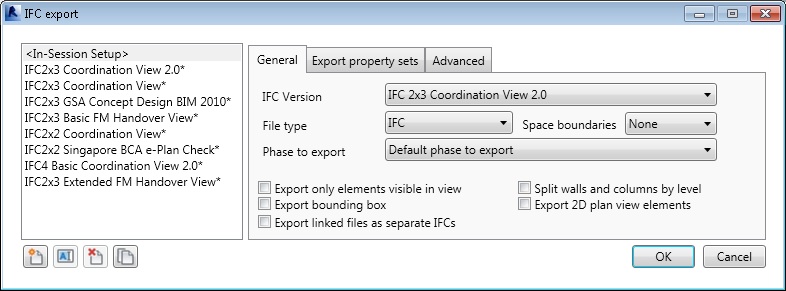 IFC export
<In-Session Setup>
IFC2x3 Coordination View 2.0*
IFC2x3 Coordination View*
IFC2x3 GSA Concept Design BIM 2010*
IFC2x3 Basic FM Handover View*
IFC2x2 Coordination View*
IFC2x2 Singapore BCA e-Plan Check*
IFC4 Basic Coordination View 2.0*
IFC2x3 Extended FM Handover View*
General Export property sets Advanced
IFC Version IFC 2x3 Coordination View 2.0
File type IFC Space boundaries None
Phase to export Default phase to export
Export only elements visible in view Split walls and columns by level
Export bounding box Export 2D plan view elements
Export linked files as separate IFCs
OK Cancel